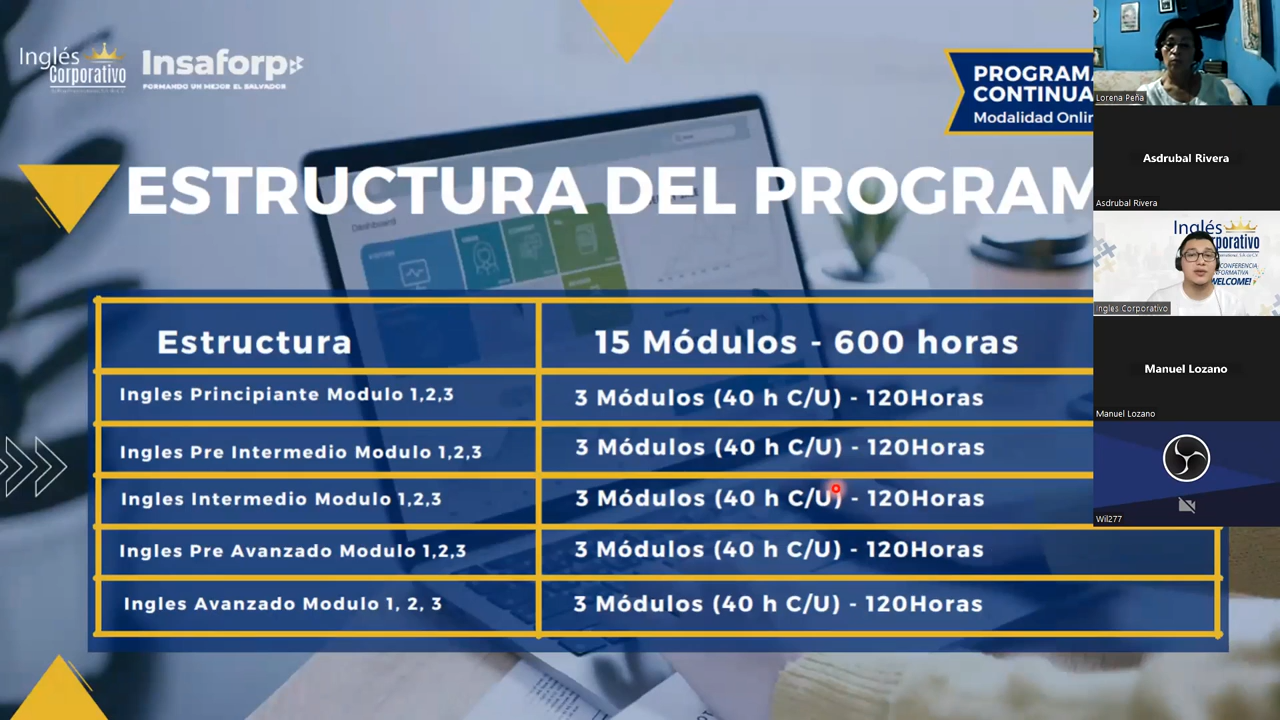 Inglés
Corporativo
Insaforp
FORMANDO UN MEJOR EL SALVADOR
PROGRAMA
CONTINUA
Modalidad Onlin
ESTRUCTURA DEL PROGRAM
Dashboard
Estructura
15 Módulos - 600 horas
Ingles Principiante Modulo 1,2,3
3 Módulos (40 h C/U) - 120Horas
Ingles Pre Intermedio Modulo 1,2,3
3 Módulos (40 h C/U) - 120Horas
Ingles Intermedio Modulo 1,2,3
3 Módulos (40 h C/U) - 120Horas
Ingles Pre Avanzado Modulo 1,2,3
3 Módulos (40 h C/U) - 120Horas
Ingles Avanzado Modulo 1, 2, 3
3 Módulos (40 h C/U) - 120Horas
Lorena Peña
Asdrubal Rivera
Asdrubal Rivera
Inglés
WELCOME!
Ingles Corporativo
Manuel Lozano
Manuel Lozano
Wil277